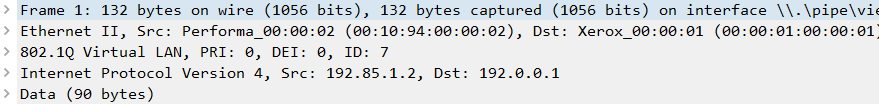 Frame 1: 132 bytes on wire (1056 bits), 132 bytes captured (1056 bits) on interface \\.\pipe\vie
Ethernet II, Src: Performa_00:00:02 (00:10:94:00:00:02), Dst: Xerox_00:00:01 (00:00:01:00:00:01)
802.1Q Virtual LAN, PRI: 0, DEI: 0, ID: 7
Internet Protocol Version 4, Src: 192.85.1.2, Dst: 192.0.0.1
Data (90 bytes)